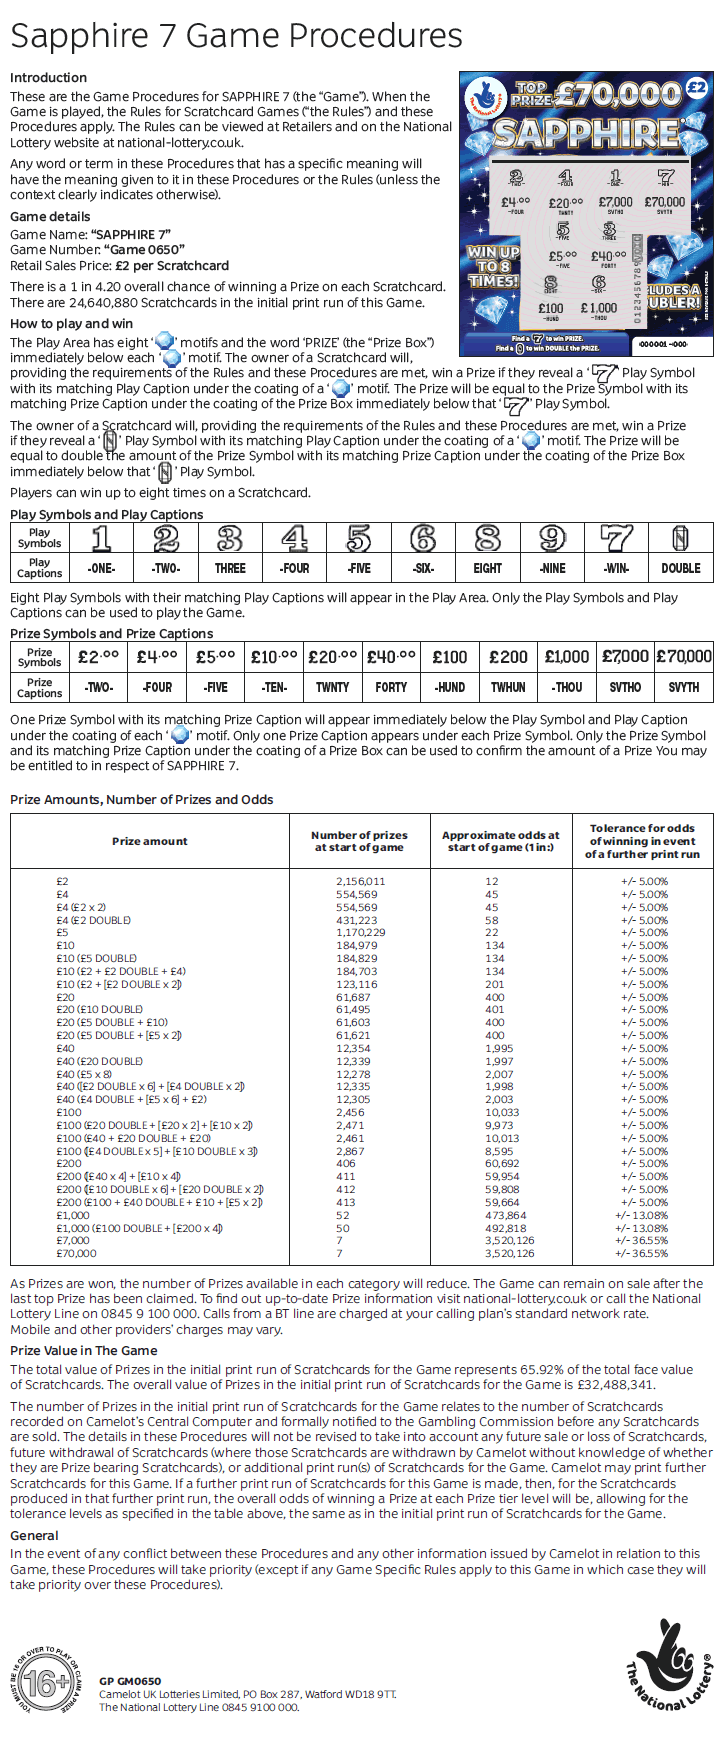 Sapphire 7 Game Procedures
Introduction
These are the Game Procedures for SAPPHIRE 7 (the “Game”). When the
Game is played, the Rules for Scratchcard Games (“the Rules”) and these
Procedures apply. The Rules can be viewed at Retailers and on the National
Lottery website at national-lottery.co.uk.
Any word or term in these Procedures that has a specific meaning will
have the meaning given to it in these Procedures or the Rules (unless the
context clearly indicates otherwise).
Game details
Game Name: “SAPPHIRE 7”
Game Number: “Game 0650”
Retail Sales Price: £2 per Scratchcard
There is a 1 in 4.20 overall chance of winning a Prize on each Scratchcard.
There are 24,640,880 Scratchcards in the initial print run of this Game.
TOP PRIZE £70,000
£2
SAPPHIRE
2 4 1 7
-TWO- -FOUR -ONE- -WIN-
£4.00 £20.00 £7,000 £70,000
-FOUR TWNTY SVTHO SVYTH
5 3
-FIVE THREE
£5.00 £40.00
-FIVE FORTY
8 6
EIGHT -SIX-
£100 £1,000
-HUND -THOU
WIN UP
TO 8
TIMES!
0123456789
Find a 7 to win PRIZE.
Find a 0 to win DOUBLE the PRIZE.
How to play and win
The Play Area has eight ‘ ’ motifs and the word ‘PRIZE’ (the “Prize Box”)
immediately below each ‘ ’ motif. The owner of a Scratchcard will,
providing the requirements of the Rules and these Procedures are met, win a Prize if they reveal a ‘7’ Play Symbol
with its matching Play Caption under the coating of a ‘ ’ motif. The Prize will be equal to the Prize Symbol with its
matching Prize Caption under the coating of the Prize Box immediately below that ‘7’ Play Symbol.
The owner of a Scratchcard will, providing the requirements of the Rules and these Procedures are met, win a Prize
if they reveal a ‘0’ Play Symbol with its matching Play Caption under the coating of a ‘ ’ motif. The Prize will be
equal to double the amount of the Prize Symbol with its matching Prize Caption under the coating of the Prize Box
immediately below that ‘0’ Play Symbol.
Players can win up to eight times on a Scratchcard.
Play Symbols and Play Captions
Play Symbols 1 2 3 4 5 6 8 9 7 0
Play Captions -ONE- -TWO- THREE -FOUR -FIVE -SIX- EIGHT -NINE -WIN- DOUBLE
Eight Play Symbols with their matching Play Captions will appear in the Play Area. Only the Play Symbols and Play
Captions can be used to play the Game.
Prize Symbols and Prize Captions
Prize Symbols £2.00 £4.00 £5.00 £10.00 £20.00 £40.00 £100 £200 £1,000 £7,000 £70,000
Prize Captions -TWO- -FOUR -FIVE -TEN- TWNTY FORTY -HUND TWHUN -THOU SVTHO SVYTH
One Prize Symbol with its matching Prize Caption will appear immediately below the Play Symbol and Play Caption
under the coating of each ‘ ’ motif. Only one Prize Caption appears under each Prize Symbol. Only the Prize Symbol
and its matching Prize Caption under the coating of a Prize Box can be used to confirm the amount of a Prize You may
be entitled to in respect of SAPPHIRE 7.
Prize Amounts, Number of Prizes and Odds
Prize amount Number of prizes at start of game Approximate odds at start of game (1 in:) Tolerance for odds of winning in event of a further print run
£2 2,156,011 12 +/- 5.00%
£4 554,569 45 +/- 5.00%
£4 (£2 x 2) 554,569 45 +/- 5.00%
£4 (£2 DOUBLE) 431,223 58 +/- 5.00%
£5 1,170,229 22 +/- 5.00%
£10 184,979 134 +/- 5.00%
£10 (£5 DOUBLE) 184,829 134 +/- 5.00%
£10 (£2 + £2 DOUBLE + £4) 184,703 134 +/- 5.00%
£10 (£2 + [£2 DOUBLE x 2]) 123,116 201 +/- 5.00%
£20 61,687 400 +/- 5.00%
£20 (£10 DOUBLE) 61,495 401 +/- 5.00%
£20 (£5 DOUBLE + £10) 61,603 400 +/- 5.00%
£20 (£5 DOUBLE + [£5 x 2]) 61,621 400 +/- 5.00%
£40 12,354 1,995 +/- 5.00%
£40 (£20 DOUBLE) 12,339 1,997 +/- 5.00%
£40 (£5 x 8) 12,278 2,007 +/- 5.00%
£40 ([£2 DOUBLE x 6] + [£4 DOUBLE x 2]) 12,335 1,998 +/- 5.00%
£40 (£4 DOUBLE + [£5 x 6] + £2) 12,305 2,003 +/- 5.00%
£100 2,456 10,033 +/- 5.00%
£100 (£20 DOUBLE + [£20 x 2] + [£10 x 2]) 2,471 9,973 +/- 5.00%
£100 (£40 + £20 DOUBLE + £20) 2,461 10,013 +/- 5.00%
£100 ([£4 DOUBLE x 5] + [£10 DOUBLE x 3]) 2,867 8,595 +/- 5.00%
£200 406 60,692 +/- 5.00%
£200 ([£40 x 4] + [£10 x 4]) 411 59,954 +/- 5.00%
£200 ([£10 DOUBLE x 6] + [£20 DOUBLE x 2]) 412 59,808 +/- 5.00%
£200 (£100 + £40 DOUBLE + £10 + [£5 x 2]) 413 59,664 +/- 5.00%
£1,000 52 473,864 +/- 13.08%
£1,000 (£100 DOUBLE + [£200 x 4]) 50 492,818 +/- 13.08%
£7,000 7 3,520,126 +/- 36.55%
£70,000 7 3,520,126 +/- 36.55%
As Prizes are won, the number of Prizes available in each category will reduce. The Game can remain on sale after the
last top Prize has been claimed. To find out up-to-date Prize information visit national-lottery.co.uk or call the National
Lottery Line on 0845 9 100 000. Calls from a BT line are charged at your calling plan’s standard network rate.
Mobile and other providers’ charges may vary.
Prize Value in The Game
The total value of Prizes in the initial print run of Scratchcards for the Game represents 65.92% of the total face value
of Scratchcards. The overall value of Prizes in the initial print run of Scratchcards for the Game is £32,488,341.
The number of Prizes in the initial print run of Scratchcards for the Game relates to the number of Scratchcards
recorded on Camelot’s Central Computer and formally notified to the Gambling Commission before any Scratchcards
are sold. The details in these Procedures will not be revised to take into account any future sale or loss of Scratchcards,
future withdrawal of Scratchcards (where those Scratchcards are withdrawn by Camelot without knowledge of whether
they are Prize bearing Scratchcards), or additional print run(s) of Scratchcards for the Game. Camelot may print further
Scratchcards for this Game. If a further print run of Scratchcards for this Game is made, then, for the Scratchcards
produced in that further print run, the overall odds of winning a Prize at each Prize tier level will be, allowing for the
tolerance levels as specified in the table above, the same as in the initial print run of Scratchcards for the Game.
General
In the event of any conflict between these Procedures and any other information issued by Camelot in relation to this
Game, these Procedures will take priority (except if any Game Specific Rules apply to this Game in which case they will
take priority over these Procedures).
YOU MUST BE 16 OR OVER TO PLAY OR CLAIM A PRIZE
16+
GP GM0650
Camelot UK Lotteries Limited, PO Box 287, Watford WD18 9TT.
The National Lottery Line 0845 9100 000.
The National Lottery®